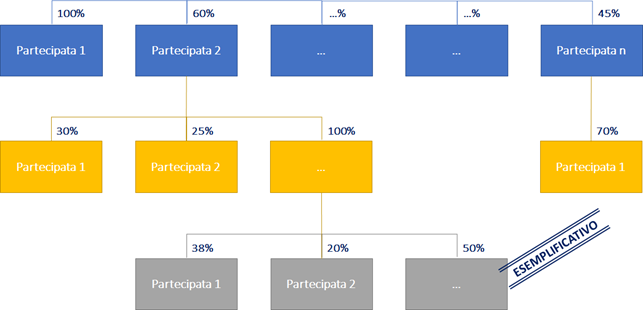 100% 60% ...% ...% 45%
Partecipata 1 Partecipata 2 ... ... Partecipata n
30% 25% 100% 70%
Partecipata 1 Partecipata 2 ... Partecipata 1
38% 20% 50%
Partecipata 1 Partecipata 2 ...
ESEMPLIFICATIVO